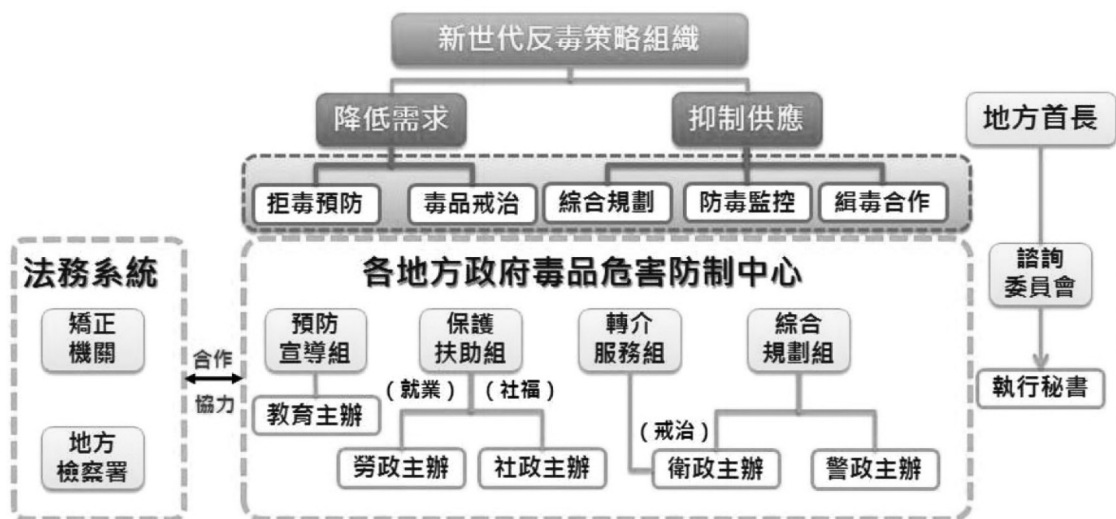 新世代反毒策略組織
降低需求
抑制供應
地方首長
拒毒預防
毒品戒治
綜合規劃
防毒監控
緝毒合作
法務系統
矯正
機關
地方
檢察署
合作
協力
各地方政府毒品危害防制中心
預防
宣導組
保護
扶助組
轉介
服務組
綜合
規劃組
教育主辦
(就業)
(社福)
勞政主辦
社政主辦
(戒治)
衛政主辦
警政主辦
諮詢
委員會
執行秘書